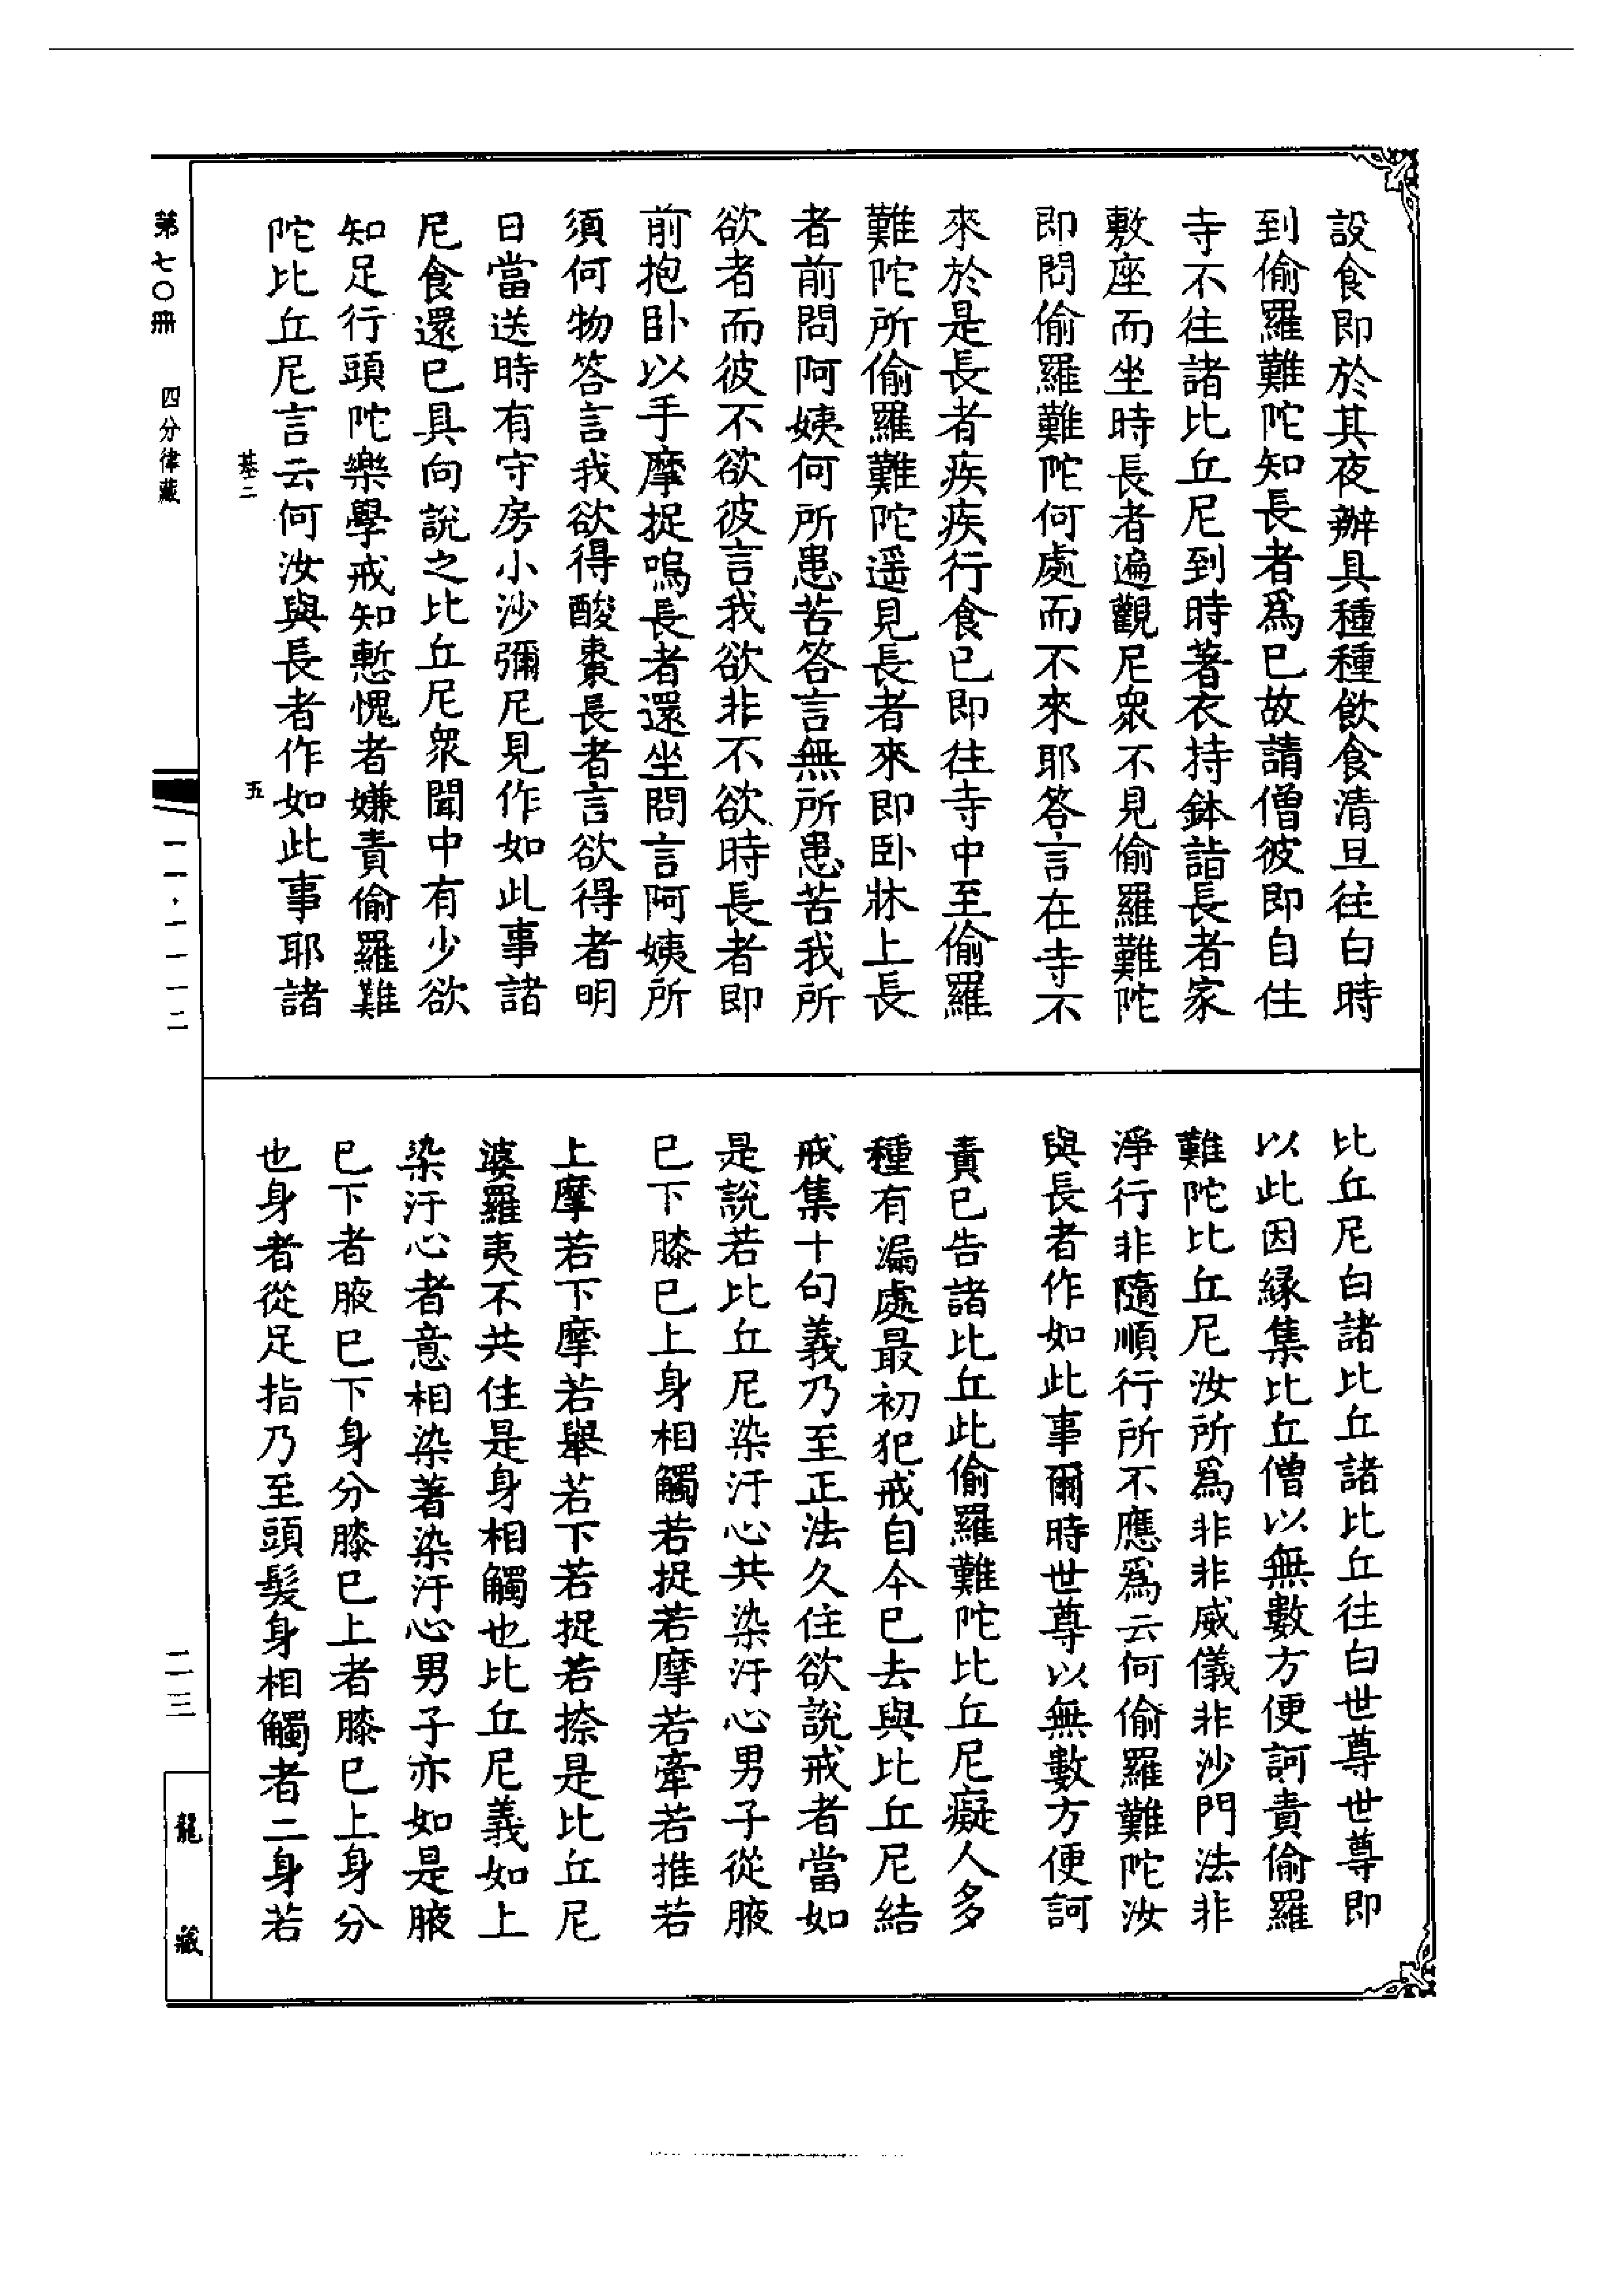 設食即於其夜辦具種種飲食清旦往白時
到偷羅難陀知長者爲已故請僧彼即自住
寺不往諸比丘尼到時著衣持鉢詣長者家
敷座而坐時長者遍觀尼衆不見偷羅難陀
即問偷羅難陀何處而不來耶答言在寺不
來於是長者疾疾行食已即往寺中至偷羅
難陀所偷羅難陀遥見長者來即卧牀上長
者前問阿姨何所患苦答言無所患苦我所
欲者而彼不欲彼言我欲非不欲時長者即
前抱卧以手摩捉嗚長者還坐問言阿姨所
須何物答言我欲得酸棗長者言欲得者明
日當送時有守房小沙彌尼見作如此事諸
尼食還已具向說之比丘尼衆聞中有少欲
知足行頭陀樂學戒知慙愧者嫌責偷羅難
陀比丘尼言云何汝與長者作如此事耶諸
比丘尼白諸比丘諸比丘往白世尊世尊即
以此因緣集比丘僧以無數方便訶責偷羅
難陀比丘尼汝所爲非非威儀非沙門法非
淨行非隨順行所不應爲云何偷羅難陀汝
與長者作如此事爾時世尊以無數方便訶
責已告諸比丘此偷羅難陀比丘尼癡人多
種有漏處最初犯戒自今已去與比丘尼結
戒集十句義乃至正法久住欲說戒者當如
是說若比丘尼染汙心共染汙心男子從腋
已下膝已上身相觸若捉若摩若牽若推若
上摩若下摩若舉若下若捉若捺是比丘尼
婆羅夷不共住是身相觸也比丘尼義如上
染汙心者意相染著染汙心男子亦如是腋
已下者腋已下身分膝已上者膝已上身分
也身者從足指乃至頭髮身相觸者二身若
第七〇冊
四分律藏
棊二
五
一一·一一一二
二三
龍藏